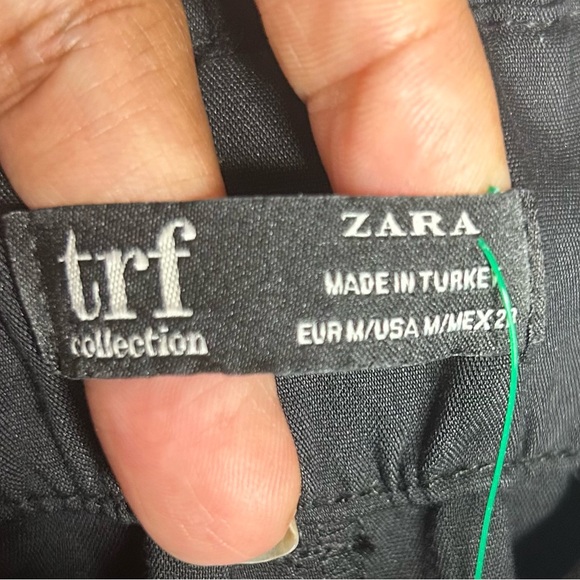 trf
collection
ZARA
MADE IN TURKEY
EUR M/USA M/MEX